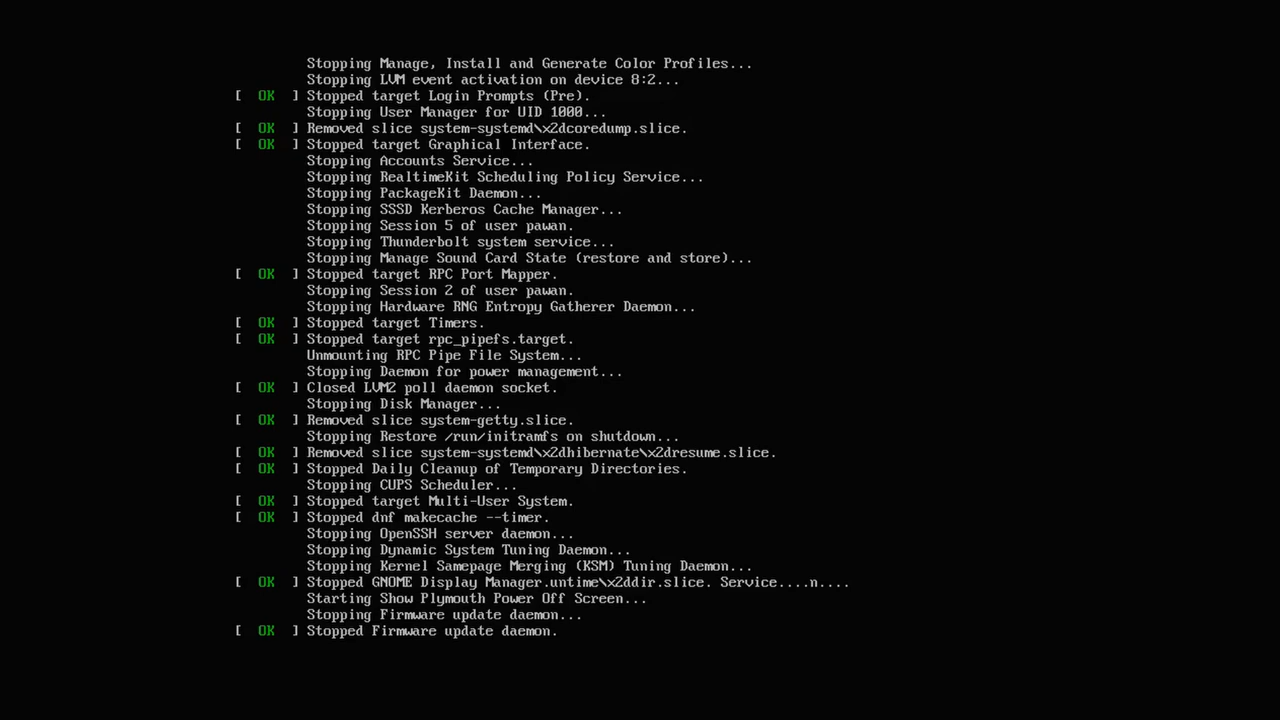 Stopping Manage, Install and Generate Color Profiles...
Stopping LVM event activation on device 8:2...
[  OK  ] Stopped target Login Prompts (Pre).
Stopping User Manager for UID 1000...
[  OK  ] Removed slice system-systemd\x2dcoredump.slice.
[  OK  ] Stopped target Graphical Interface.
Stopping Accounts Service...
Stopping RealtimeKit Scheduling Policy Service...
Stopping PackageKit Daemon...
Stopping SSSD Kerberos Cache Manager...
Stopping Session 5 of user pawan.
Stopping Thunderbolt system service...
Stopping Manage Sound Card State (restore and store)...
[  OK  ] Stopped target RPC Port Mapper.
Stopping Session 2 of user pawan.
Stopping Hardware RNG Entropy Gatherer Daemon...
[  OK  ] Stopped target Timers.
[  OK  ] Stopped target rpc_pipefs.target.
Unmounting RPC Pipe File System...
Stopping Daemon for power management...
[  OK  ] Closed LVM2 poll daemon socket.
Stopping Disk Manager...
[  OK  ] Removed slice system-getty.slice.
Stopping Restore /run/initramfs on shutdown...
[  OK  ] Removed slice system-systemd\x2dhibernate\x2dresume.slice.
[  OK  ] Stopped Daily Cleanup of Temporary Directories.
Stopping CUPS Scheduler...
[  OK  ] Stopped target Multi-User System.
[  OK  ] Stopped dnf makecache --timer.
Stopping OpenSSH server daemon...
Stopping Dynamic System Tuning Daemon...
Stopping Kernel Samepage Merging (KSM) Tuning Daemon...
[  OK  ] Stopped GNOME Display Manager.untime\x2ddir.slice. Service....n....
Starting Show Plymouth Power Off Screen...
Stopping Firmware update daemon...
[  OK  ] Stopped Firmware update daemon.